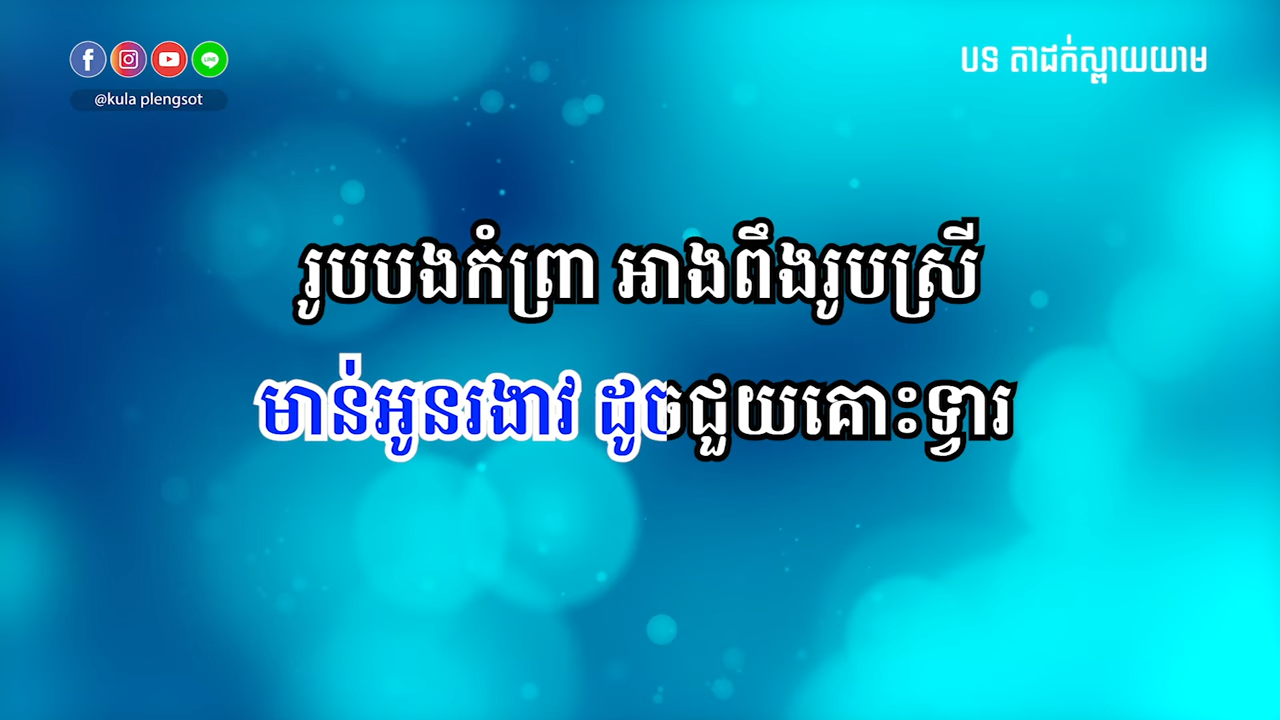 @kula plengsot
បទ តាដក់ស្ពាយយាម
រូបបងកំព្រា អាងពឹងរូបស្រី
មាន់អូនរងាវ ដូចជួយគោះទ្វារ